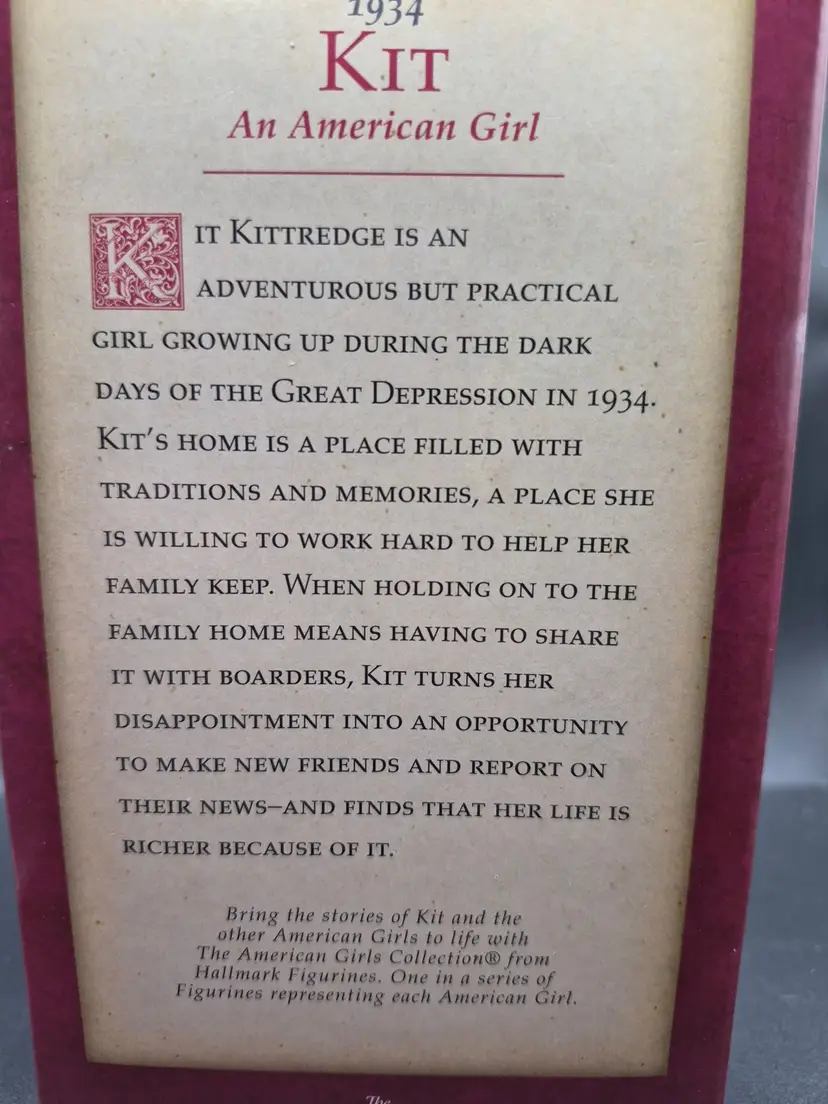 1934
KIT
An American Girl
KIT KITTREDGE IS AN
ADVENTUROUS BUT PRACTICAL
GIRL GROWING UP DURING THE DARK
DAYS OF THE GREAT DEPRESSION IN 1934.
KIT'S HOME IS A PLACE FILLED WITH
TRADITIONS AND MEMORIES, A PLACE SHE
IS WILLING TO WORK HARD TO HELP HER
FAMILY KEEP. WHEN HOLDING ON TO THE
FAMILY HOME MEANS HAVING TO SHARE
IT WITH BOARDERS, KIT TURNS HER
DISAPPOINTMENT INTO AN OPPORTUNITY
TO MAKE NEW FRIENDS AND REPORT ON
THEIR NEWS—AND FINDS THAT HER LIFE IS
RICHER BECAUSE OF IT.
Bring the stories of Kit and the
other American Girls to life with
The American Girls Collection® from
Hallmark Figurines. One in a series of
Figurines representing each American Girl.
The